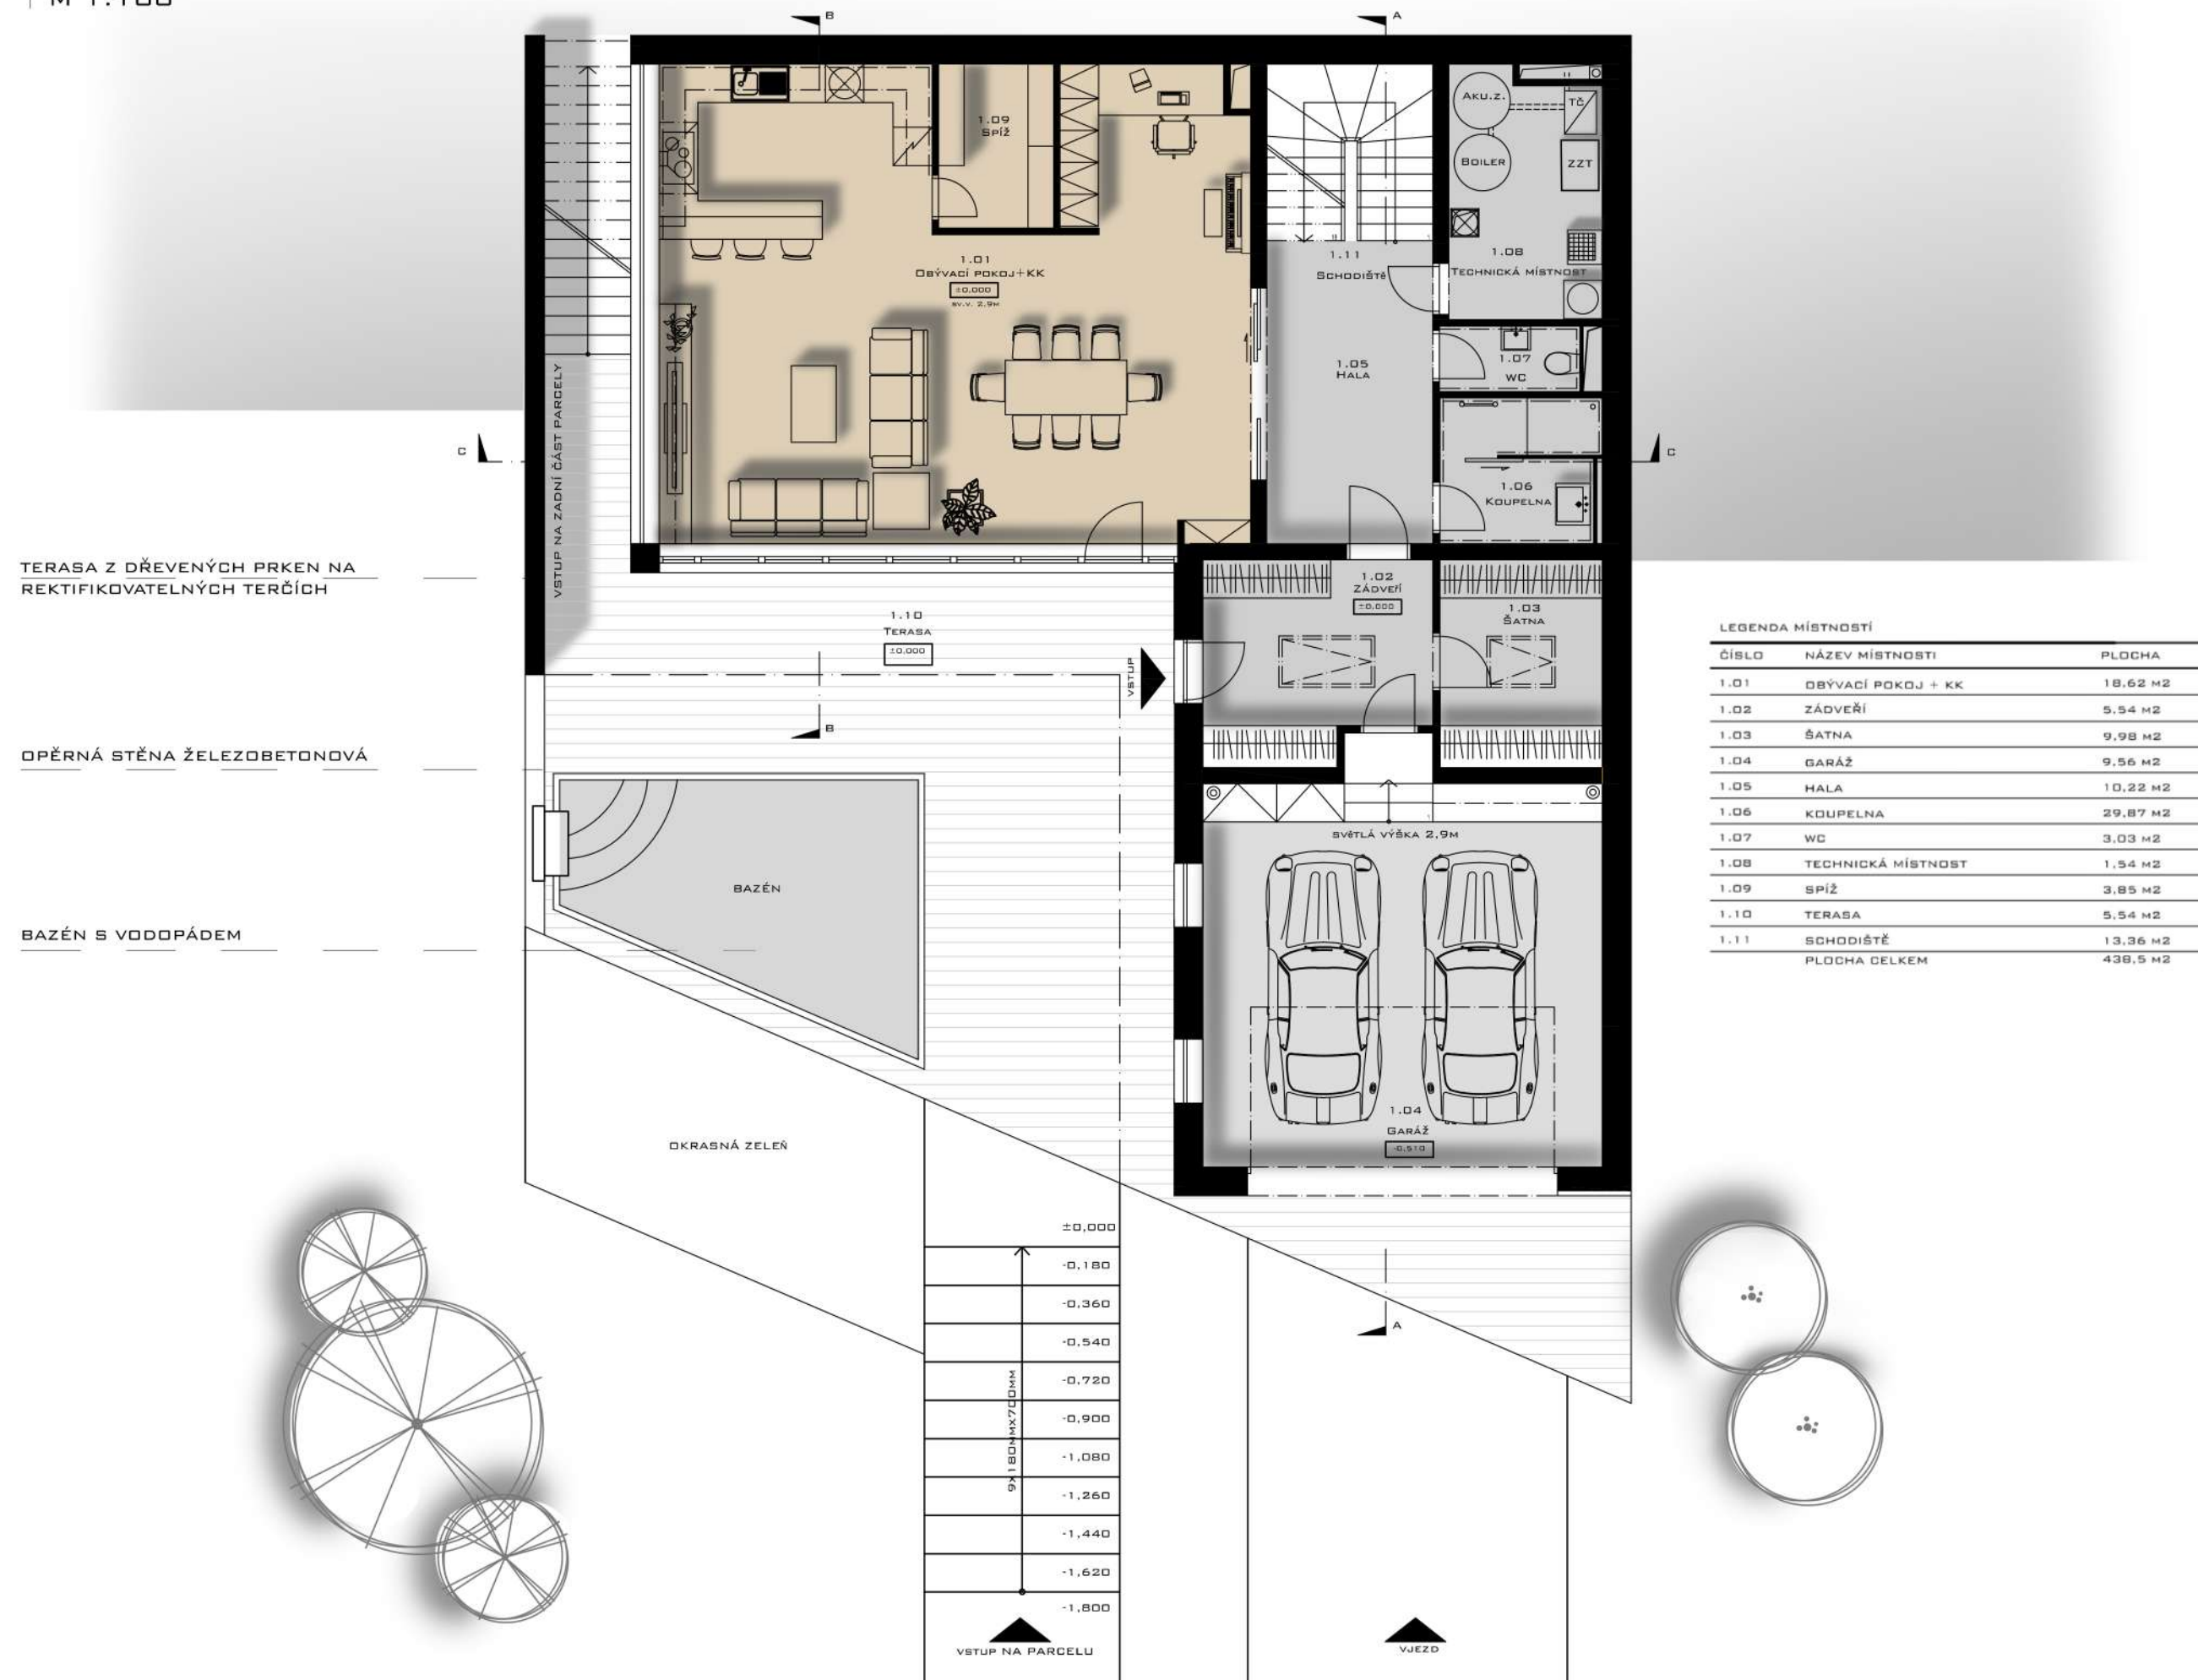 M 1:100
B
A
1.09
SPÍŽ
AKU.Z.
TČ
BOILER
ZZT
1.01
OBÝVACÍ POKOJ+KK
±0,000
SV.V. 2.9M
1.11
SCHODIŠTĚ
1.08
TECHNICKÁ MÍSTNOST
1.07
WC
1.05
HALA
VSTUP NA ZADNÍ ČÁST PARCELY
C
C
1.06
KOUPELNA
TERASA Z DŘEVENÝCH PRKEN NA
REKTIFIKOVATELNÝCH TERČÍCH
1.02
ZÁDVEŘÍ
±0,000
1.03
ŠATNA
1.10
TERASA
±0,000
VSTUP
B
OPĚRNÁ STĚNA ŽELEZOBETONOVÁ
SVĚTLÁ VÝŠKA 2,9M
BAZÉN
BAZÉN S VODOPÁDEM
LEGENDA MÍSTNOSTÍ
ČÍSLO NÁZEV MÍSTNOSTI PLOCHA
1.01 OBÝVACÍ POKOJ + KK 18,62 M2
1.02 ZÁDVEŘÍ 5,54 M2
1.03 ŠATNA 9,98 M2
1.04 GARÁŽ 9,56 M2
1.05 HALA 10,22 M2
1.06 KOUPELNA 29,87 M2
1.07 WC 3,03 M2
1.08 TECHNICKÁ MÍSTNOST 1,54 M2
1.09 SPÍŽ 3,85 M2
1.10 TERASA 5,54 M2
1.11 SCHODIŠTĚ 13,36 M2
PLOCHA CELKEM 438,5 M2
1.04
GARÁŽ
-0,510
OKRASNÁ ZELEŇ
±0,000
-0,180
-0,360
-0,540
-0,720
-0,900
-1,080
-1,260
-1,440
-1,620
-1,800
9X180MMX700MM
A
VSTUP NA PARCELU
VJEZD